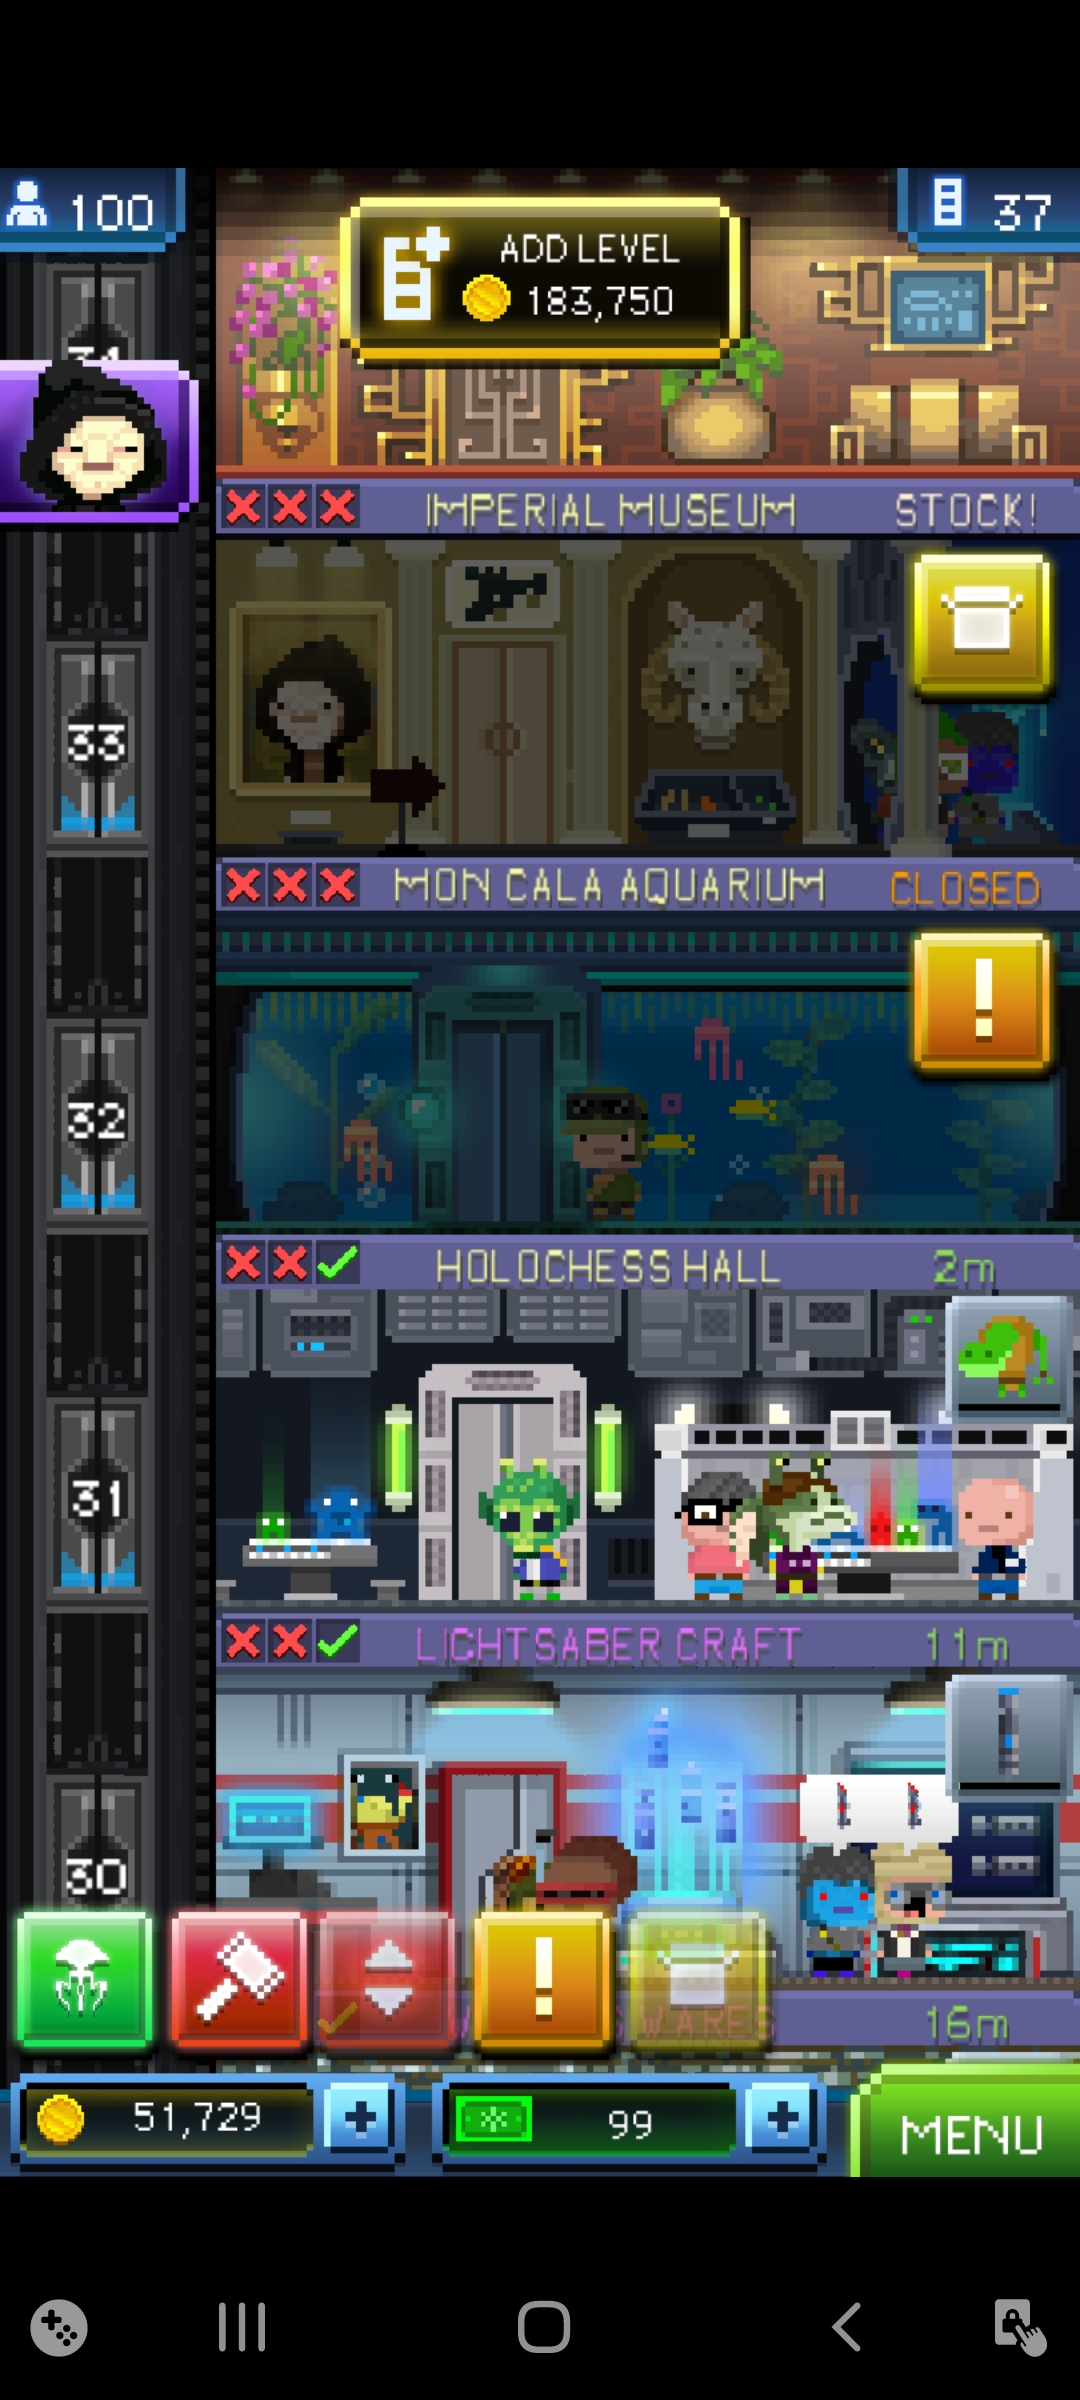 100
37
ADD LEVEL
183,750
IMPERIAL MUSEUM STOCK!
33
MON CALA AQUARIUM CLOSED
32
HOLOCHESS HALL 2m
31
LIGHTSABER CRAFT 11m
30
WARES 16m
51,729
99
MENU